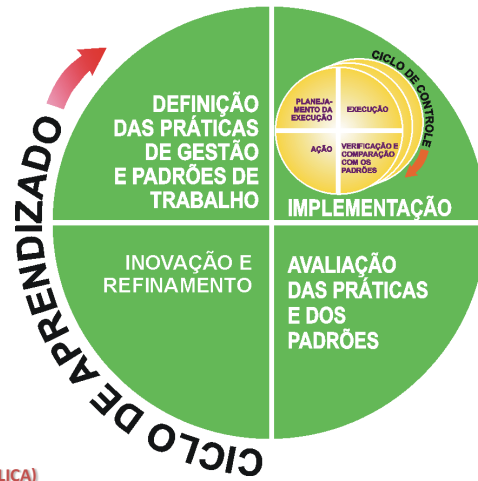 DEFINIÇÃO
DAS PRÁTICAS
DE GESTÃO
E PADRÕES DE
TRABALHO
CICLO DE CONTROLE
PLANEJA-
MENTO DA
EXECUÇÃO
EXECUÇÃO
AÇÃO
VERIFICAÇÃO E
COMPARAÇÃO
COM OS
PADRÕES
IMPLEMENTAÇÃO
INOVAÇÃO E
REFINAMENTO
AVALIAÇÃO
DAS PRÁTICAS
E DOS
PADRÕES
CICLO DE APRENDIZADO
LICA)